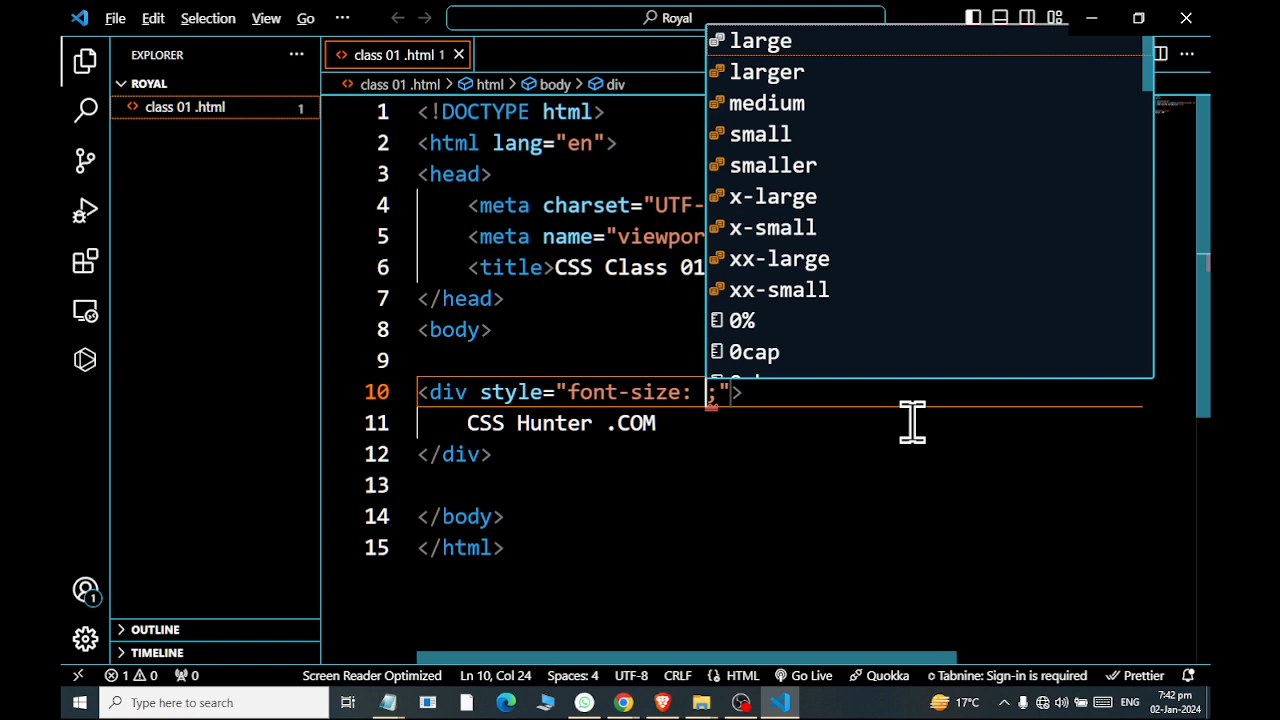 File Edit Selection View Go ··· Royal
EXPLORER ···
ROYAL
class 01 .html 1
class 01 .html 1
class 01 .html > html > body > div
1 <!DOCTYPE html>
2 <html lang="en">
3 <head>
4 <meta charset="UTF-
5 <meta name="viewpor
6 <title>CSS Class 01
7 </head>
8 <body>
9
10 <div style="font-size: ;">
11 CSS Hunter .COM
12 </div>
13
14 </body>
15 </html>
large
larger
medium
small
smaller
x-large
x-small
xx-large
xx-small
0%
0cap
1
OUTLINE
TIMELINE
1 0 0 Screen Reader Optimized Ln 10, Col 24 Spaces: 4 UTF-8 CRLF HTML Go Live Quokka Tabnine: Sign-in is required Prettier
Type here to search 17°C ENG 7:42 pm
02-Jan-2024